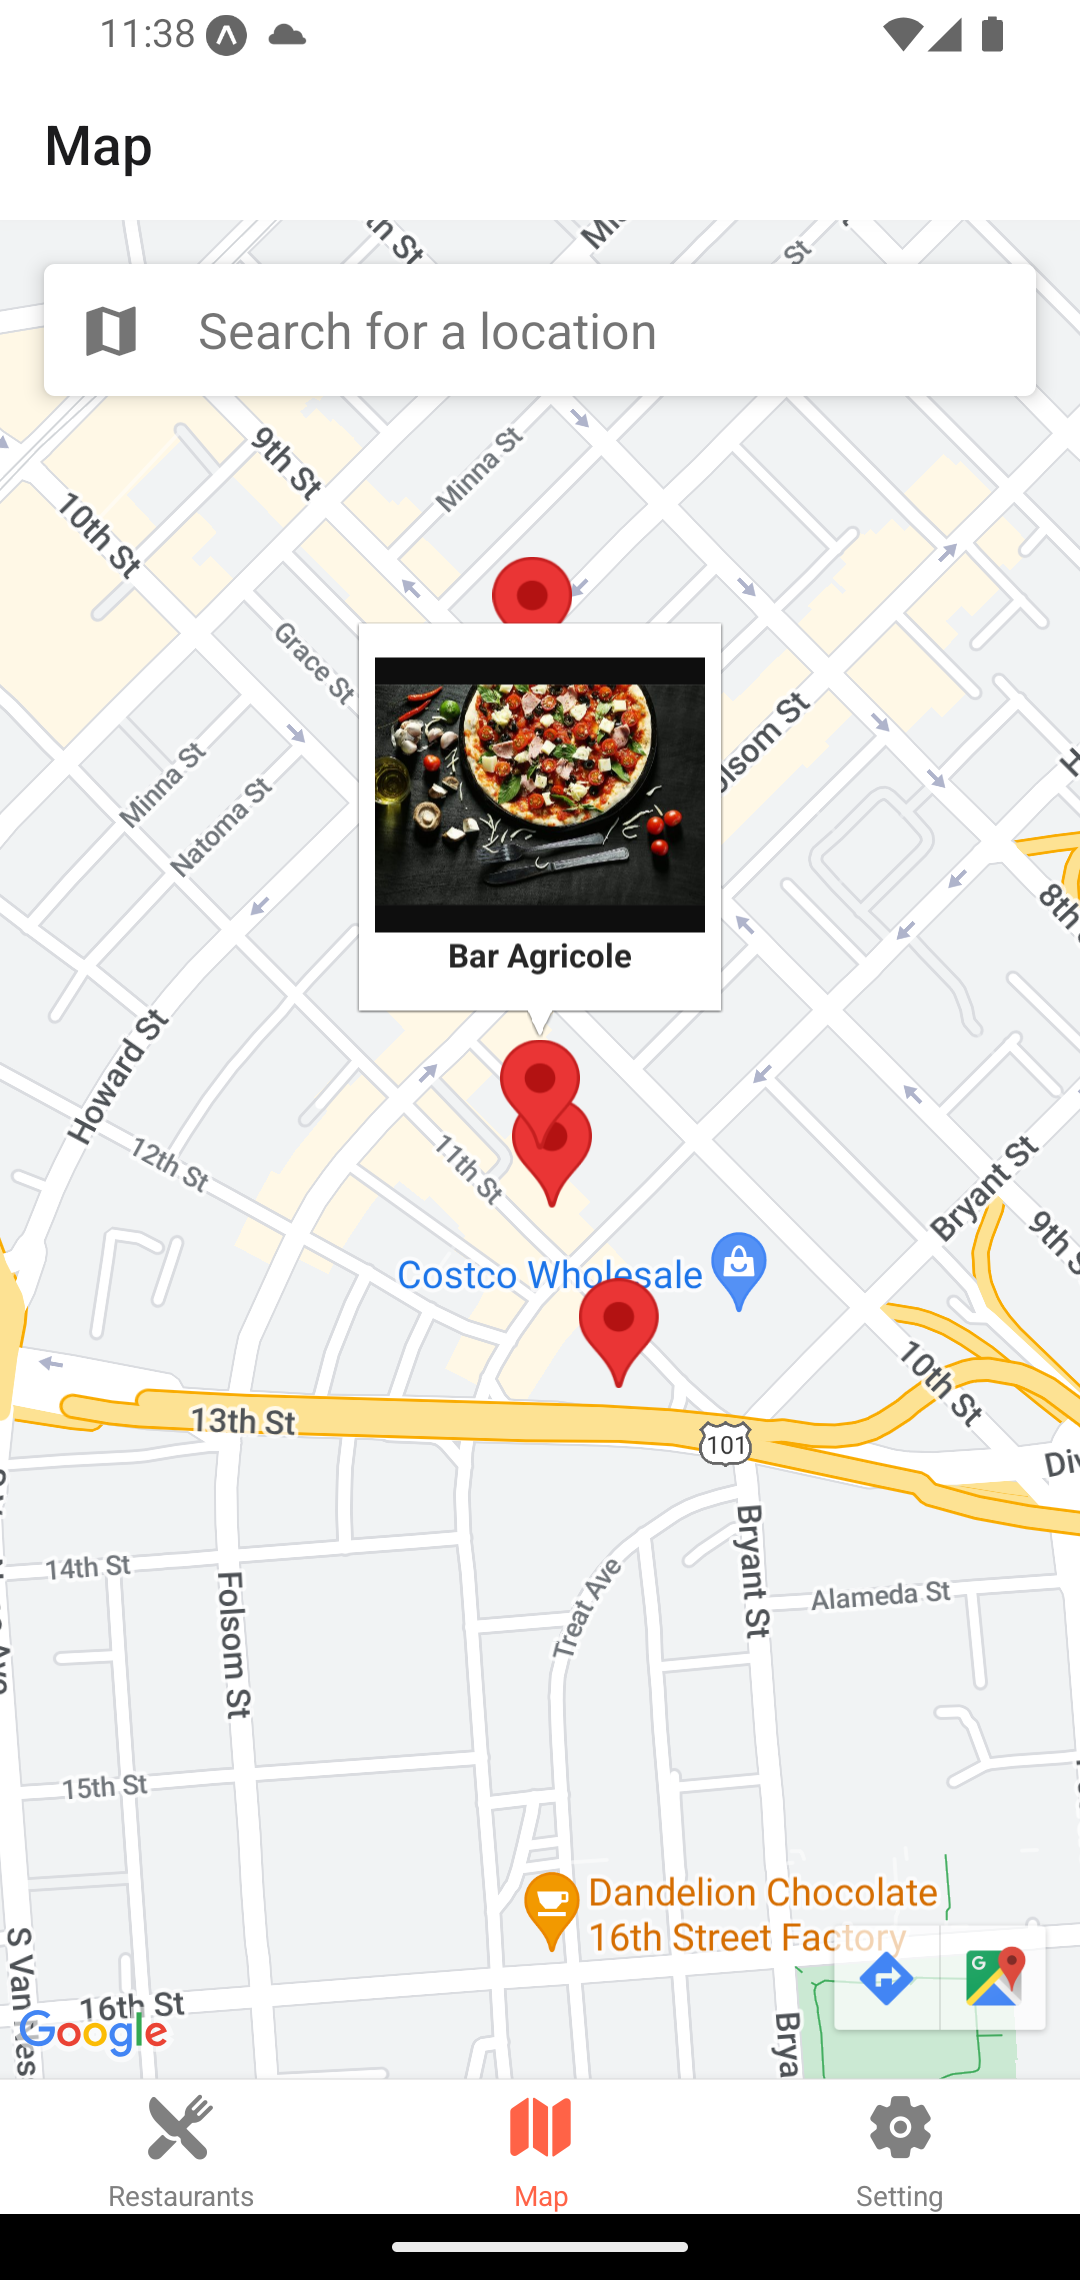 11:38
Map
St
Search for a location
9th St
Minna St
10th St
Grace St
Minna St
Natoma St
Bar Agricole
Howard St
12th St
11th St
Bryant St
Costco Wholesale
10th St
13th St
101
14th St
Folsom St
Treat Ave
Bryant St
Alameda St
15th St
Dandelion Chocolate
16th Street Factory
G
16th St
Google
Restaurants
Map
Setting